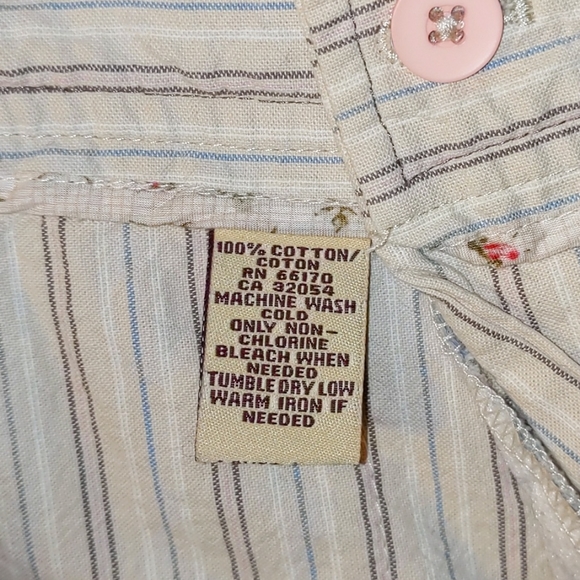 100% COTTON/
COTON
RN 66170
CA 32054
MACHINE WASH
COLD
ONLY NON-
CHLORINE
BLEACH WHEN
NEEDED
TUMBLE DRY LOW
WARM IRON IF
NEEDED